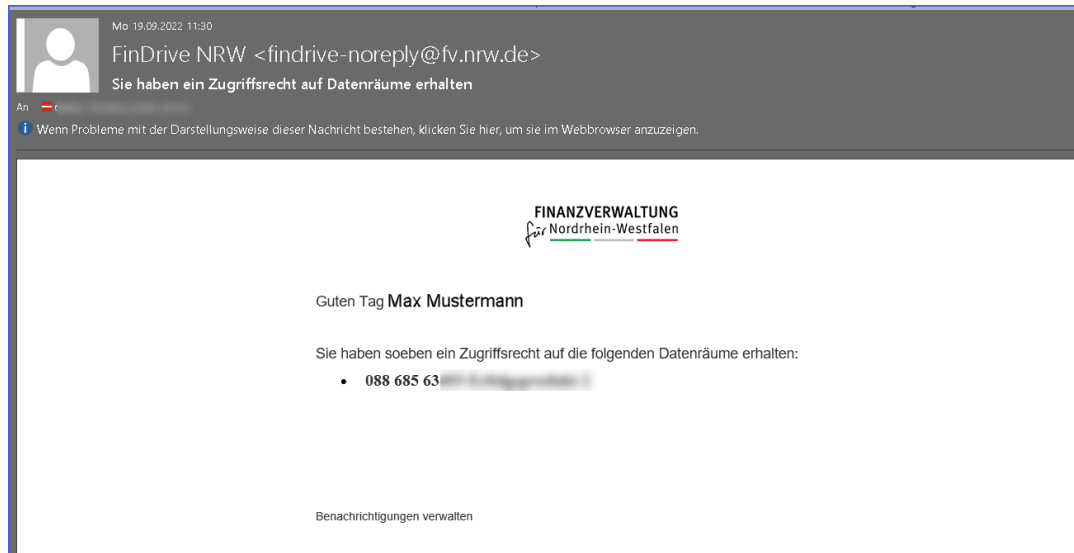 Mo 19.09.2022 11:30
FinDrive NRW <findrive-noreply@fv.nrw.de>
Sie haben ein Zugriffsrecht auf Datenräume erhalten
An
Wenn Probleme mit der Darstellungsweise dieser Nachricht bestehen, klicken Sie hier, um sie im Webbrowser anzuzeigen.
FINANZVERWALTUNG
für Nordrhein-Westfalen
Guten Tag Max Mustermann
Sie haben soeben ein Zugriffsrecht auf die folgenden Datenräume erhalten:
• 088 685 63
Benachrichtigungen verwalten